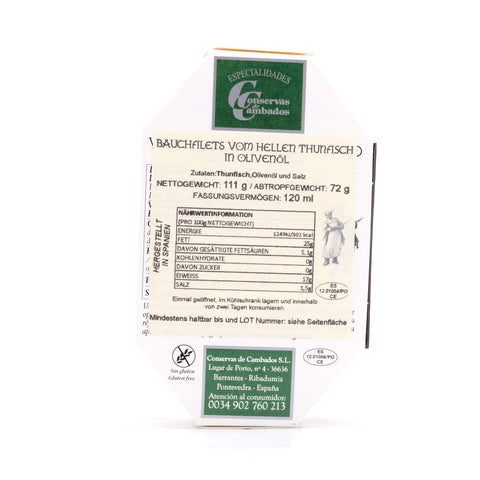 ESPECIALIDADES
Conservas
de
Cambados
BAUCHFILETS VOM HELLEN THUNFISCH
IN OLIVENÖL
Zutaten:Thunfisch,Olivenöl und Salz
NETTOGEWICHT: 111 g / ABTROPFGEWICHT: 72 g
FASSUNGSVERMÖGEN: 120 ml
HERGESTELLT
IN SPANIEN
NÄHRWERTINFORMATION
(PRO 100g NETTOGEWICHT)
ENERGIE 1249kJ/302 kcal
FETT 25g
DAVON GESÄTTIGTE FETTSÄUREN 5,1g
KOHLENHYDRATE 0g
DAVON ZUCKER 0g
EIWEISS 17g
SALZ 1,5g
ES
12.01056/PO
CE
Einmal geöffnet, im Kühlschrank lagern und innerhalb
von zwei Tagen konsumieren.
Mindestens haltbar bis und LOT Nummer: siehe Seitenfläche
Sin gluten
Gluten free
ES
12.01056/PO
CE
Conservas de Cambados S.L.
Lugar de Porto, nº 4 - 36636
Barrantes - Ribadumia
Pontevedra - España
Atención al consumidor:
0034 902 760 213